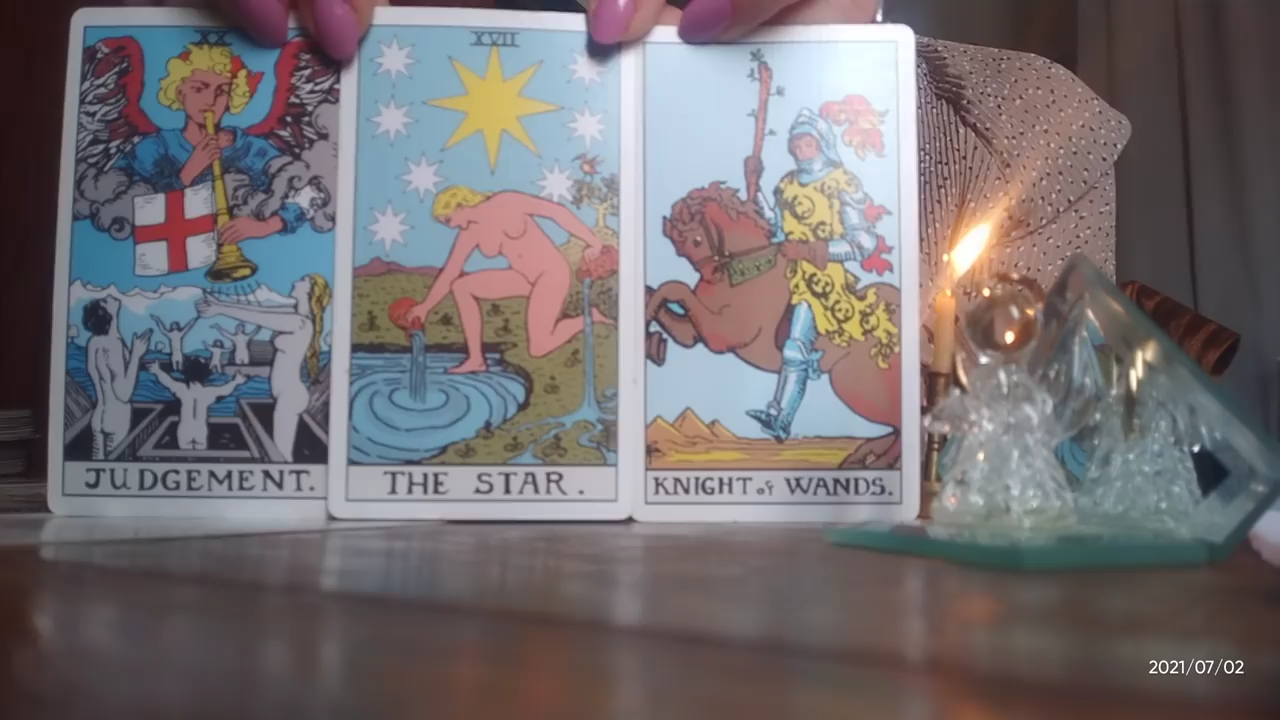 XX
XVII
JUDGEMENT.
THE STAR.
KNIGHT OF WANDS.
2021/07/02